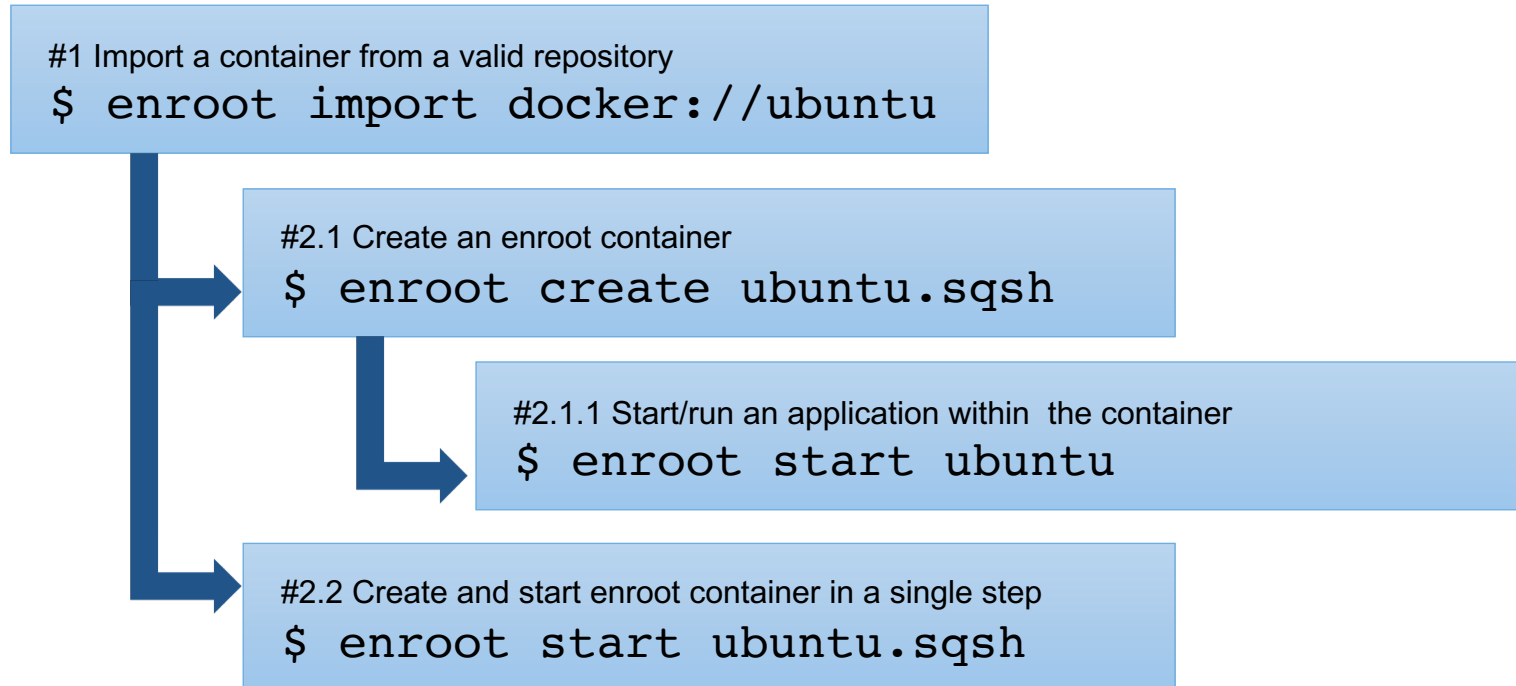 #1 Import a container from a valid repository
$ enroot import docker://ubuntu
#2.1 Create an enroot container
$ enroot create ubuntu.sqsh
#2.1.1 Start/run an application within  the container
$ enroot start ubuntu
#2.2 Create and start enroot container in a single step
$ enroot start ubuntu.sqsh